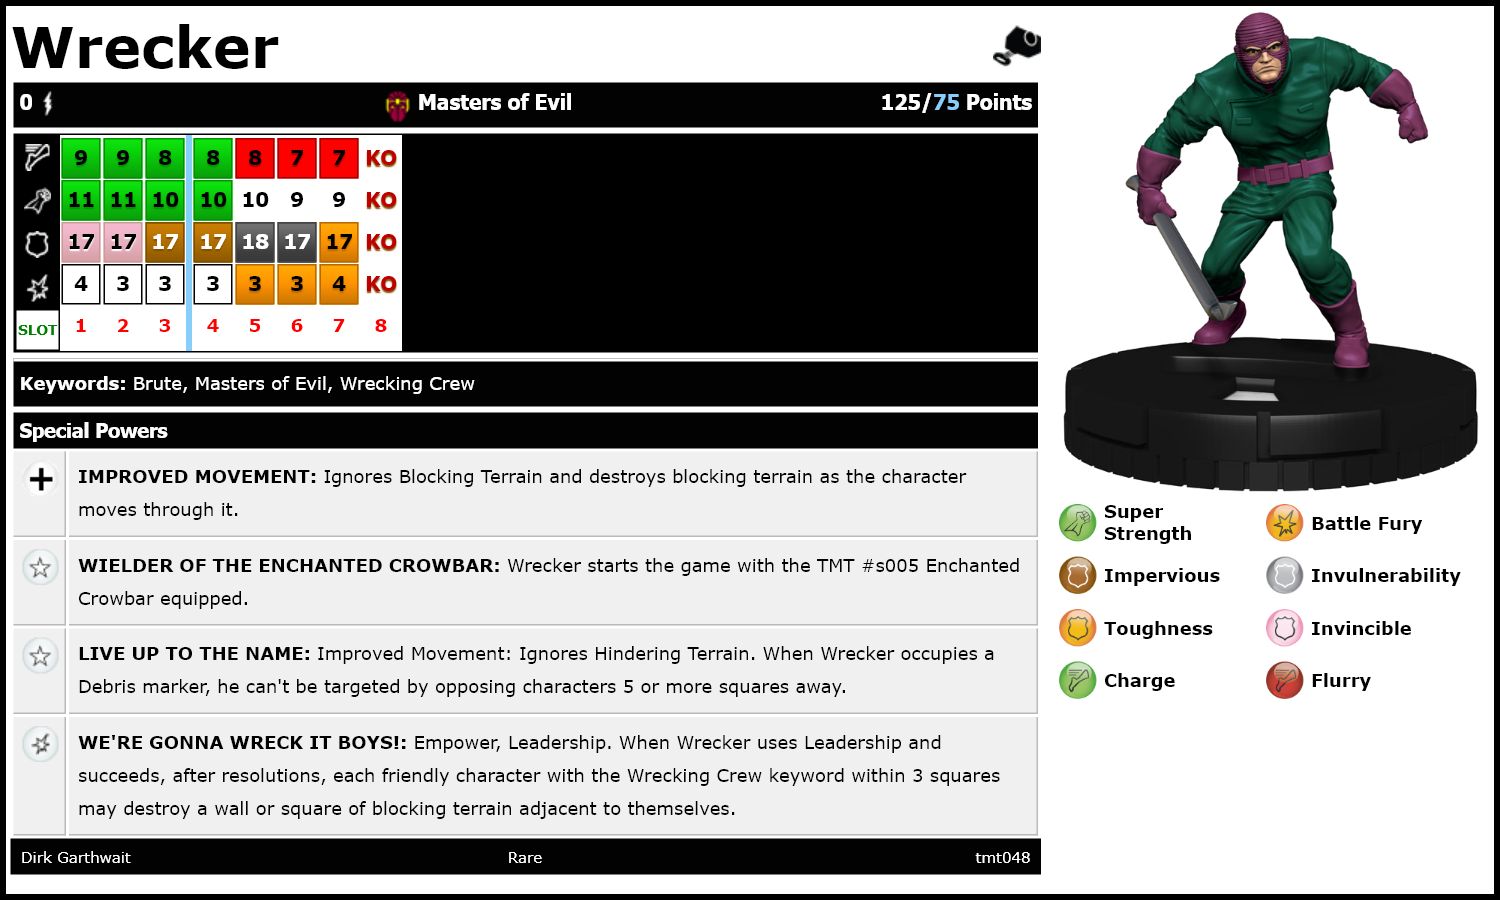 Wrecker
0 Masters of Evil 125/75 Points
9 9 8 8 8 7 7 KO
11 11 10 10 10 9 9 KO
17 17 17 17 18 17 17 KO
4 3 3 3 3 3 4 KO
SLOT 1 2 3 4 5 6 7 8
Keywords: Brute, Masters of Evil, Wrecking Crew
Special Powers
IMPROVED MOVEMENT: Ignores Blocking Terrain and destroys blocking terrain as the character
moves through it.
WIELDER OF THE ENCHANTED CROWBAR: Wrecker starts the game with the TMT #s005 Enchanted
Crowbar equipped.
LIVE UP TO THE NAME: Improved Movement: Ignores Hindering Terrain. When Wrecker occupies a
Debris marker, he can't be targeted by opposing characters 5 or more squares away.
WE'RE GONNA WRECK IT BOYS!: Empower, Leadership. When Wrecker uses Leadership and
succeeds, after resolutions, each friendly character with the Wrecking Crew keyword within 3 squares
may destroy a wall or square of blocking terrain adjacent to themselves.
Dirk Garthwait Rare tmt048
Super
Strength
Battle Fury
Impervious
Invulnerability
Toughness
Invincible
Charge
Flurry